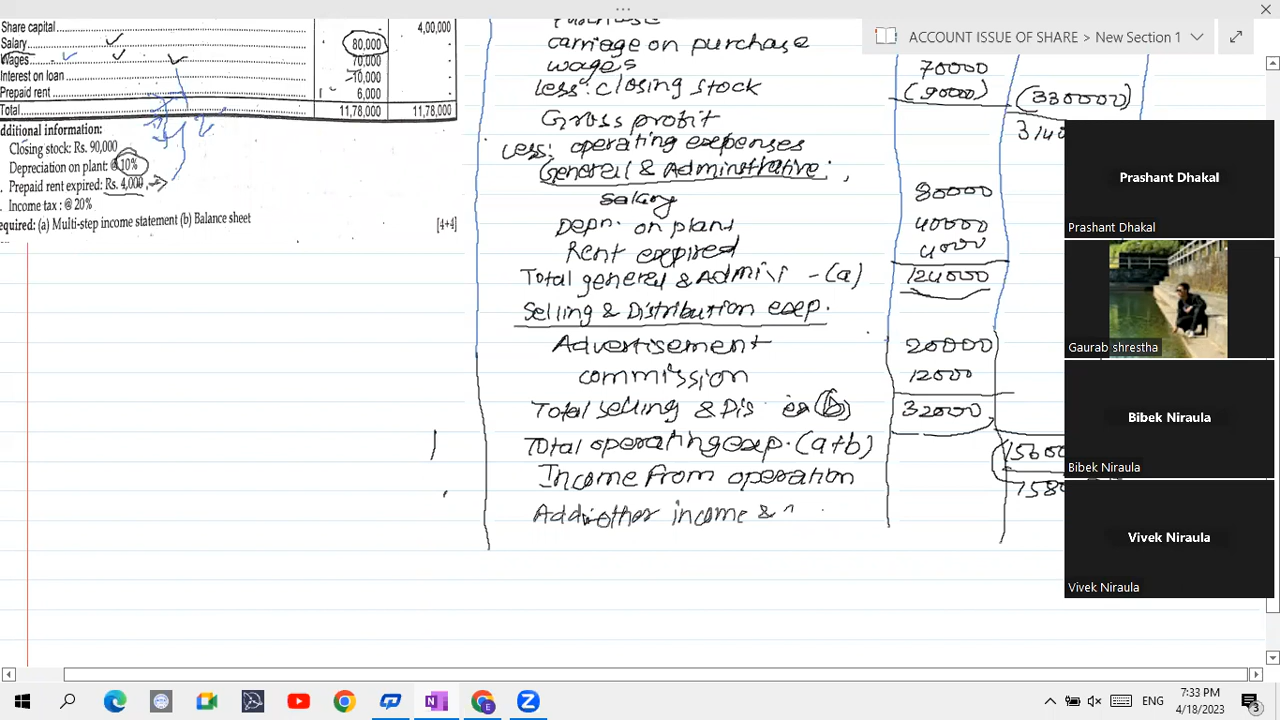 ACCOUNT ISSUE OF SHARE > New Section 1
Share capital 4,00,000
Salary 80,000 -
Wages 70,000 -
Interest on loan 10,000 -
Prepaid rent 6,000 -
Total 11,78,000 11,78,000
dditional information:
Closing stock: Rs. 90,000
Depreciation on plant: @ 10%
Prepaid rent expired: Rs. 4,000
Income tax : @ 20%
equired: (a) Multi-step income statement (b) Balance sheet [4+4]
carriage on purchase
wages 70000
less: closing stock (90000) (330000)
Gross profit
Less: operating expenses
General & Adminstrative:
salary 80000
Depn. on plant 40000
Rent expired 4000
Total general & Admi - (a) 124000
Selling & Distribution exp.
Advertisement 20000
commission 12000
Total selling & Dis ex (b) 32000
Total operating exp. (a+b)
Income from operation
Add: other income &
Prashant Dhakal
Prashant Dhakal
Gaurab shrestha
Bibek Niraula
Bibek Niraula
Vivek Niraula
Vivek Niraula
ENG
7:33 PM
4/18/2023
3